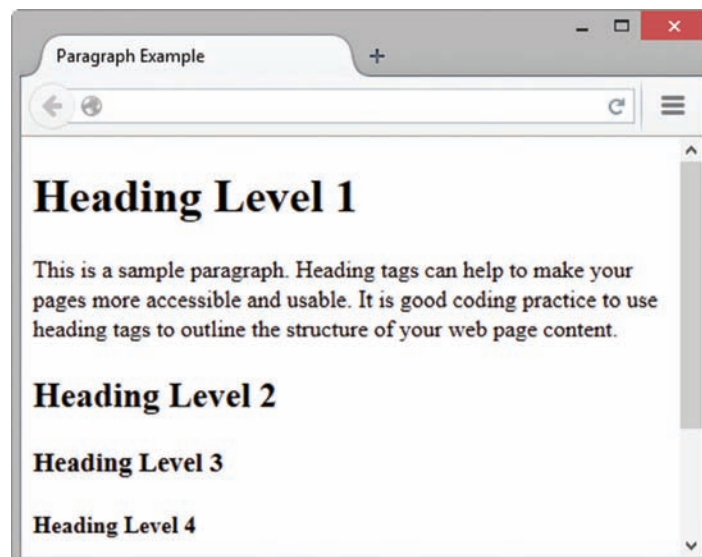 Paragraph Example
Heading Level 1
This is a sample paragraph. Heading tags can help to make your
pages more accessible and usable. It is good coding practice to use
heading tags to outline the structure of your web page content.
Heading Level 2
Heading Level 3
Heading Level 4